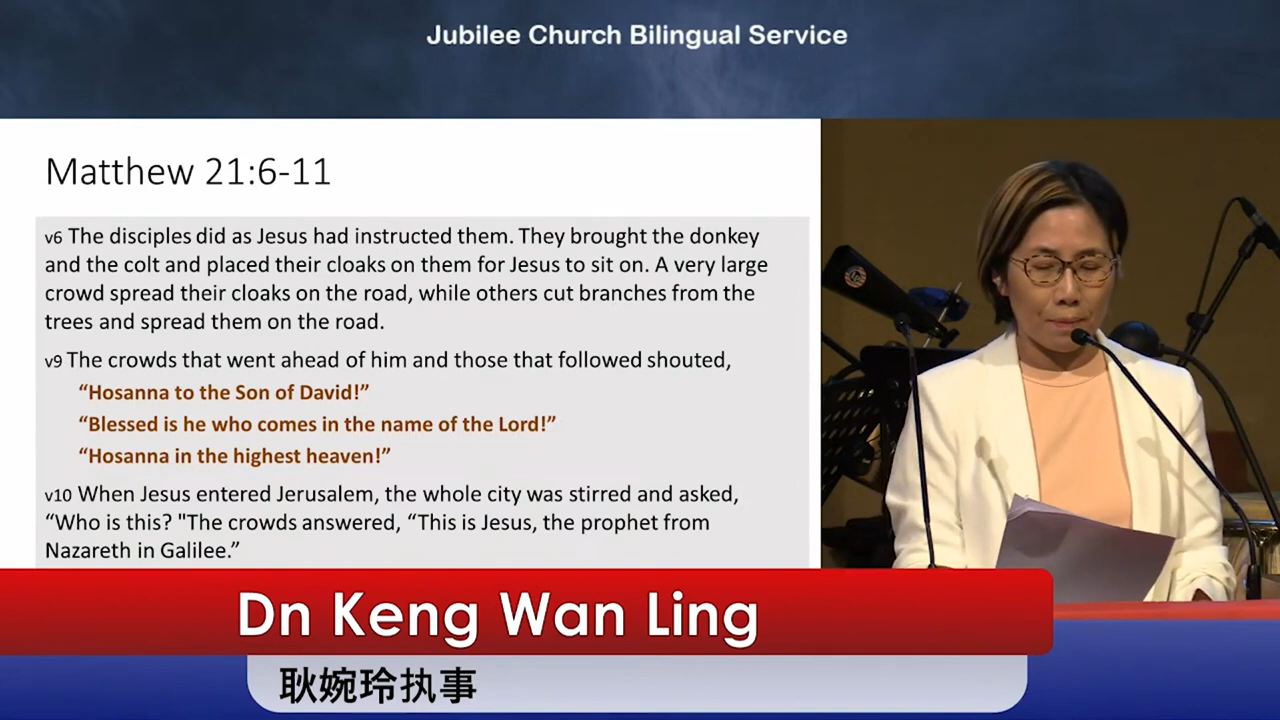 Jubilee Church Bilingual Service
Matthew 21:6-11
v6 The disciples did as Jesus had instructed them. They brought the donkey
and the colt and placed their cloaks on them for Jesus to sit on. A very large
crowd spread their cloaks on the road, while others cut branches from the
trees and spread them on the road.
v9 The crowds that went ahead of him and those that followed shouted,
“Hosanna to the Son of David!”
“Blessed is he who comes in the name of the Lord!”
“Hosanna in the highest heaven!”
v10 When Jesus entered Jerusalem, the whole city was stirred and asked,
“Who is this? "The crowds answered, “This is Jesus, the prophet from
Nazareth in Galilee.”
Dn Keng Wan Ling
耿婉玲执事